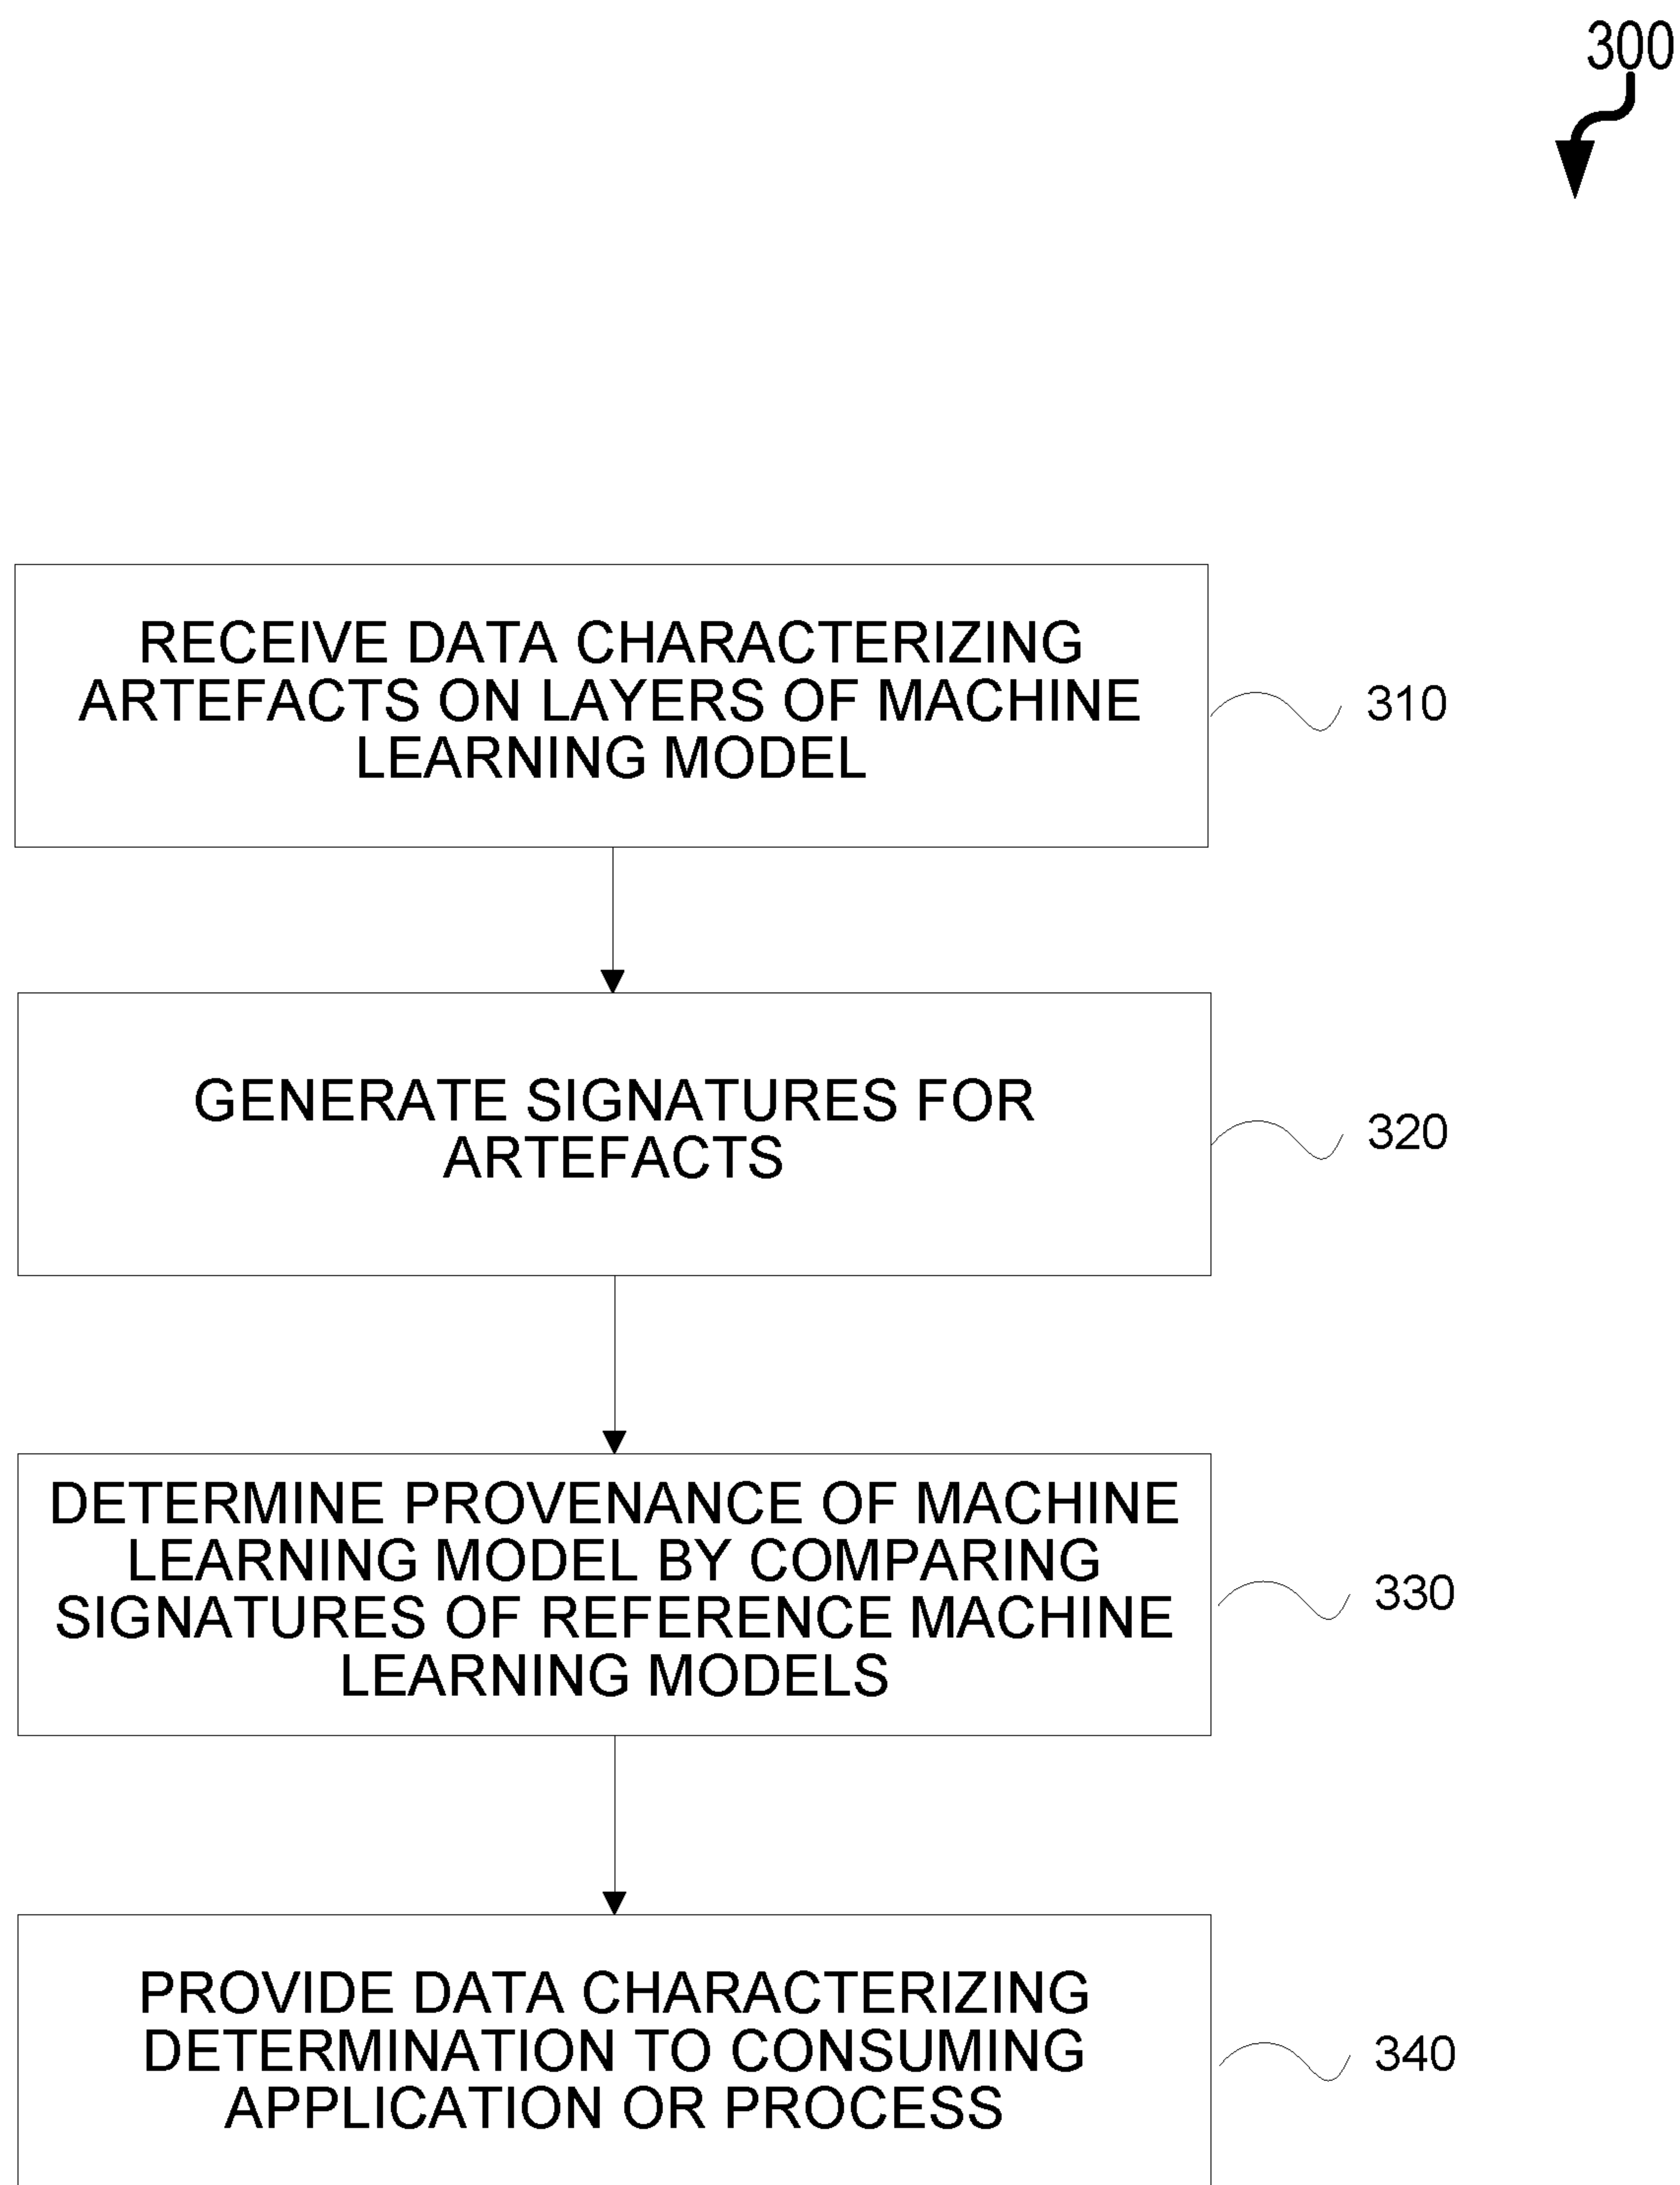 300
RECEIVE DATA CHARACTERIZING
ARTEFACTS ON LAYERS OF MACHINE
LEARNING MODEL
310
GENERATE SIGNATURES FOR
ARTEFACTS
320
DETERMINE PROVENANCE OF MACHINE
LEARNING MODEL BY COMPARING
SIGNATURES OF REFERENCE MACHINE
LEARNING MODELS
330
PROVIDE DATA CHARACTERIZING
DETERMINATION TO CONSUMING
APPLICATION OR PROCESS
340